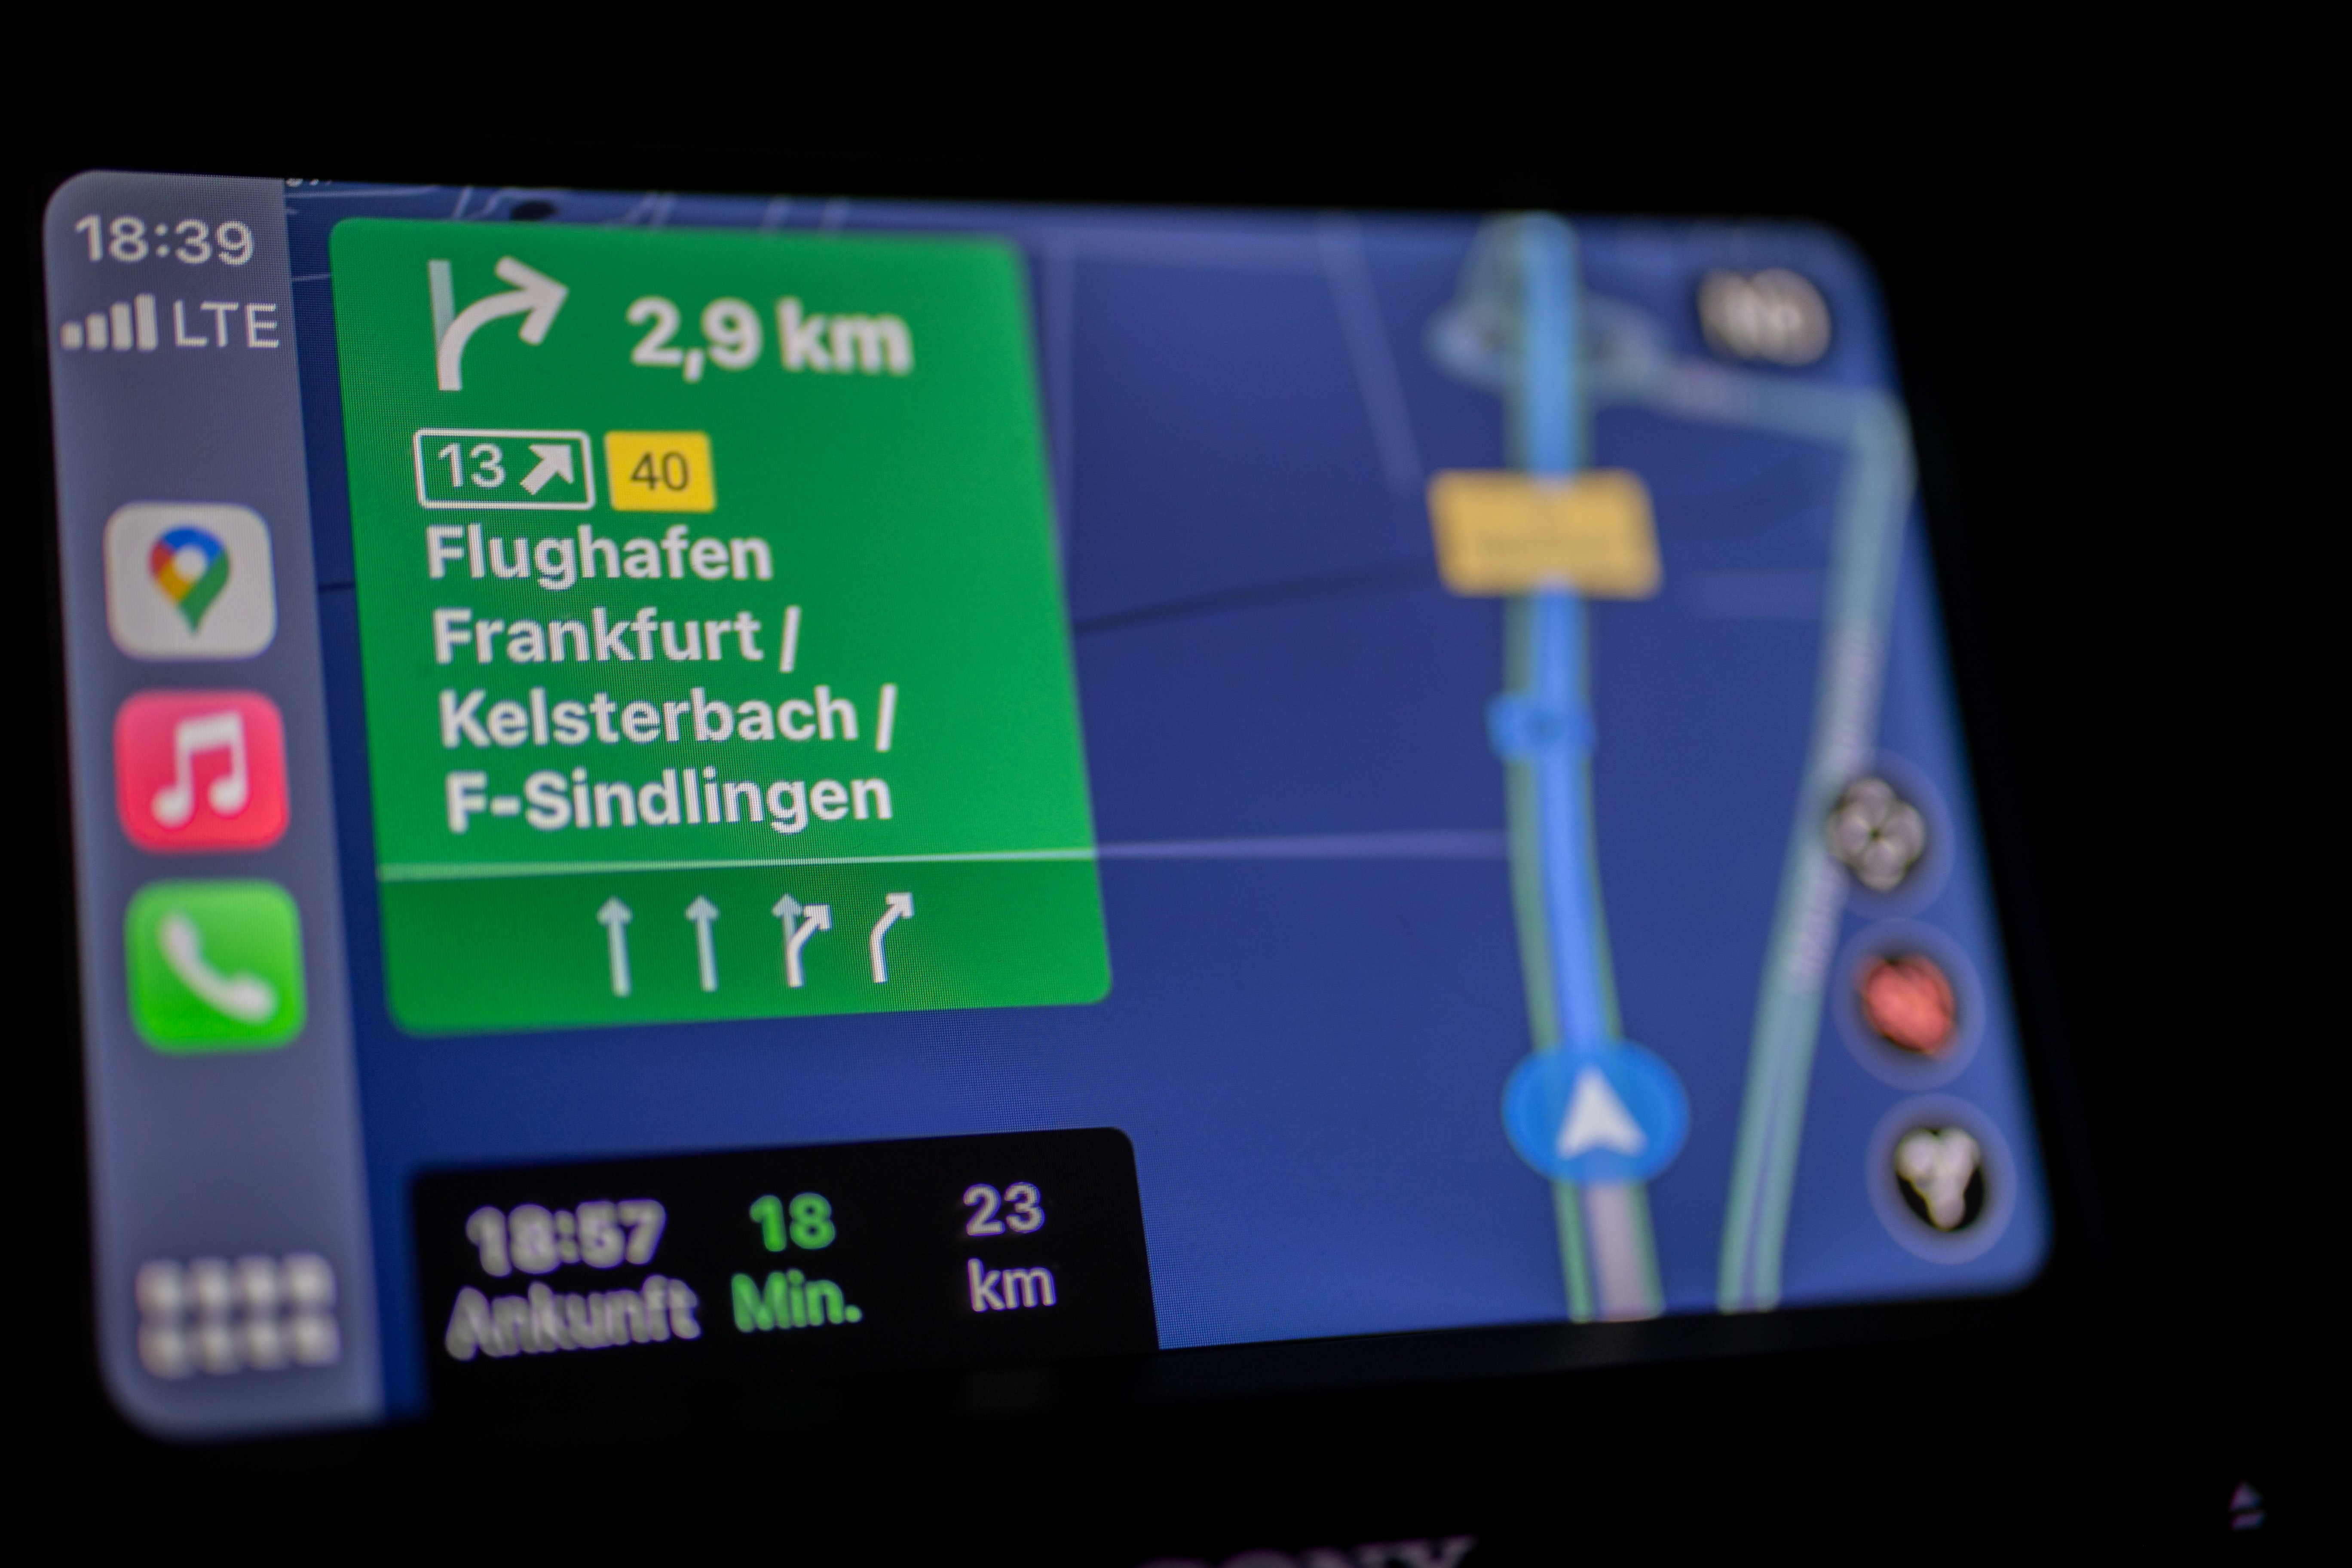 18:39
LTE
2,9 km
13 40
Flughafen
Frankfurt /
Kelsterbach /
F-Sindlingen
18:57 18 23
Ankunft Min. km
SONY